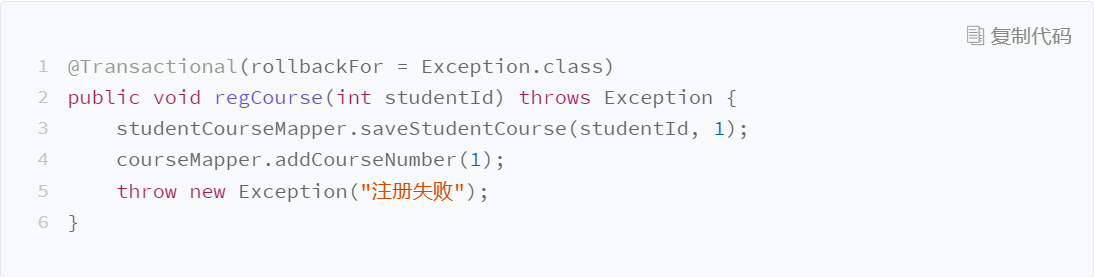 复制代码
1 @Transactional(rollbackFor = Exception.class)
2 public void regCourse(int studentId) throws Exception {
3     studentCourseMapper.saveStudentCourse(studentId, 1);
4     courseMapper.addCourseNumber(1);
5     throw new Exception("注册失败");
6 }